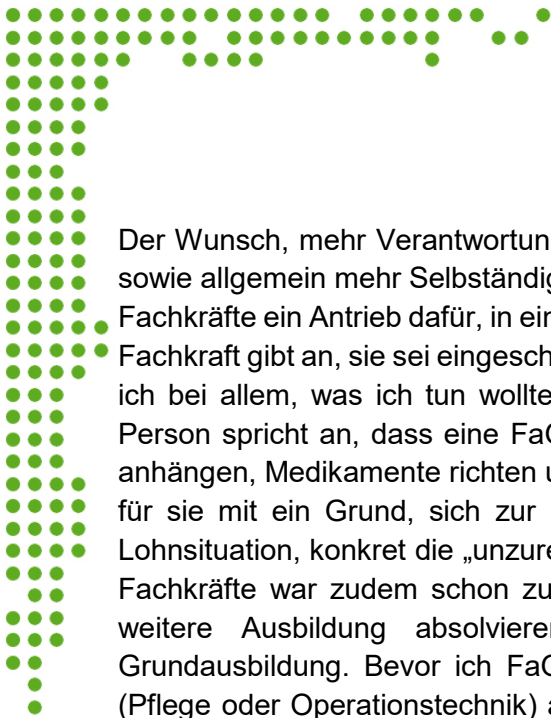 Der Wunsch, mehr Verantwortun
sowie allgemein mehr Selbständig
Fachkräfte ein Antrieb dafür, in ein
Fachkraft gibt an, sie sei eingesch
ich bei allem, was ich tun wollte
Person spricht an, dass eine FaG
anhängen, Medikamente richten u
für sie mit ein Grund, sich zur
Lohnsituation, konkret die „unzure
Fachkräfte war zudem schon zu
weitere Ausbildung absolvieren
Grundausbildung. Bevor ich FaG
(Pflege oder Operationstechnik) a